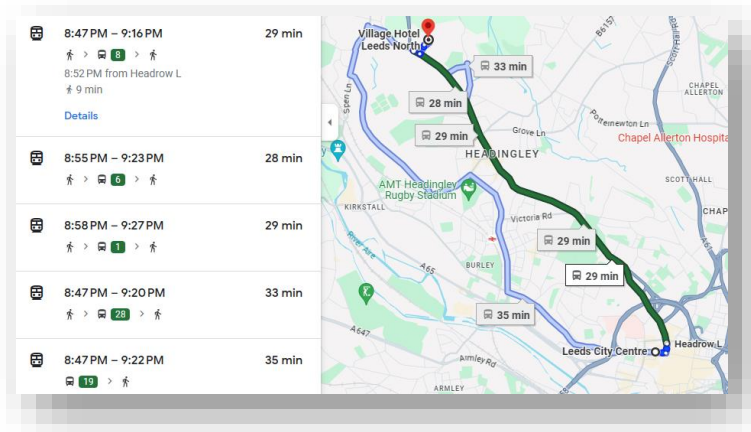 8:47 PM – 9:16 PM 29 min
> 8 >
8:52 PM from Headrow L
9 min
Details
8:55 PM – 9:23 PM 28 min
> 6 >
8:58 PM – 9:27 PM 29 min
> 1 >
8:47 PM – 9:20 PM 33 min
> 28 >
8:47 PM – 9:22 PM 35 min
19 >
Village Hotel
Leeds North
B6157
Scott Hall
33 min
CHAPEL
ALLERTON
28 min
Spen Ln
29 min
Grove Ln
Potternewton Ln
Chapel Allerton Hospita
HEADINGLEY
y
AMT Headingley
Rugby Stadium
SCOTT HALL
KIRKSTALL
Victoria Rd
CHAP
River Aire
29 min
A61
A65
BURLEY
29 min
35 min
A647
Leeds City Centre
Headrow L
Armley Rd
ARMLEY